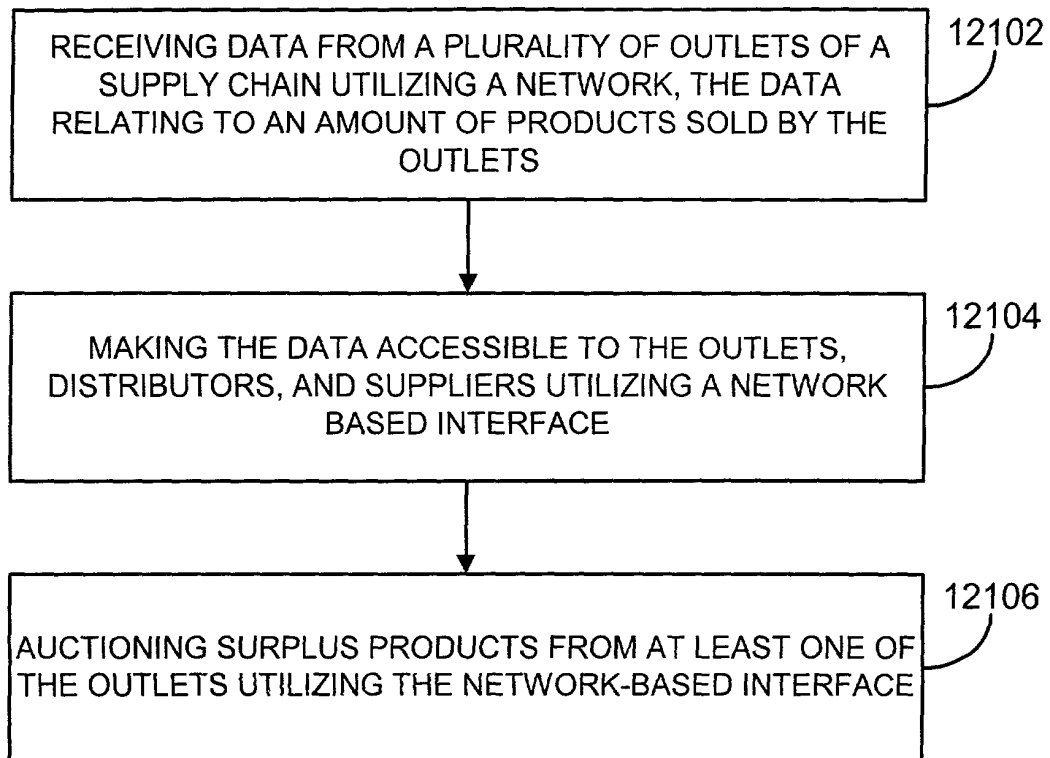 RECEIVING DATA FROM A PLURALITY OF OUTLETS OF A
SUPPLY CHAIN UTILIZING A NETWORK, THE DATA
RELATING TO AN AMOUNT OF PRODUCTS SOLD BY THE
OUTLETS
12102
MAKING THE DATA ACCESSIBLE TO THE OUTLETS,
DISTRIBUTORS, AND SUPPLIERS UTILIZING A NETWORK
BASED INTERFACE
12104
AUCTIONING SURPLUS PRODUCTS FROM AT LEAST ONE OF
THE OUTLETS UTILIZING THE NETWORK-BASED INTERFACE
12106